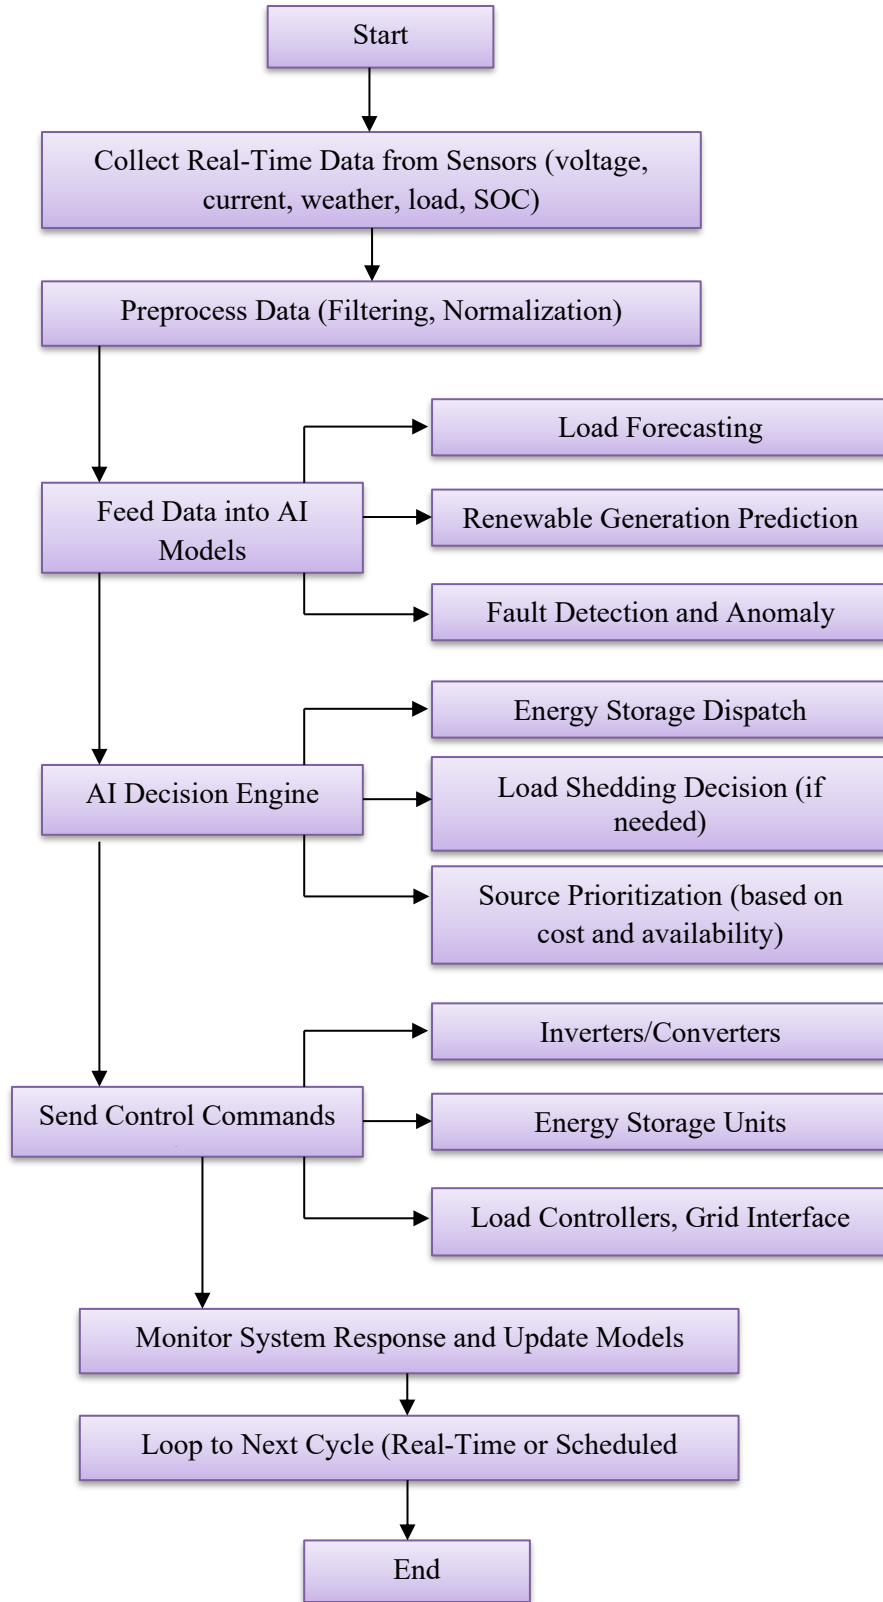 Start
Collect Real-Time Data from Sensors (voltage,
current, weather, load, SOC)
Preprocess Data (Filtering, Normalization)
Load Forecasting
Feed Data into AI
Models
Renewable Generation Prediction
Fault Detection and Anomaly
Energy Storage Dispatch
AI Decision Engine
Load Shedding Decision (if
needed)
Source Prioritization (based on
cost and availability)
Inverters/Converters
Send Control Commands
Energy Storage Units
Load Controllers, Grid Interface
Monitor System Response and Update Models
Loop to Next Cycle (Real-Time or Scheduled
End